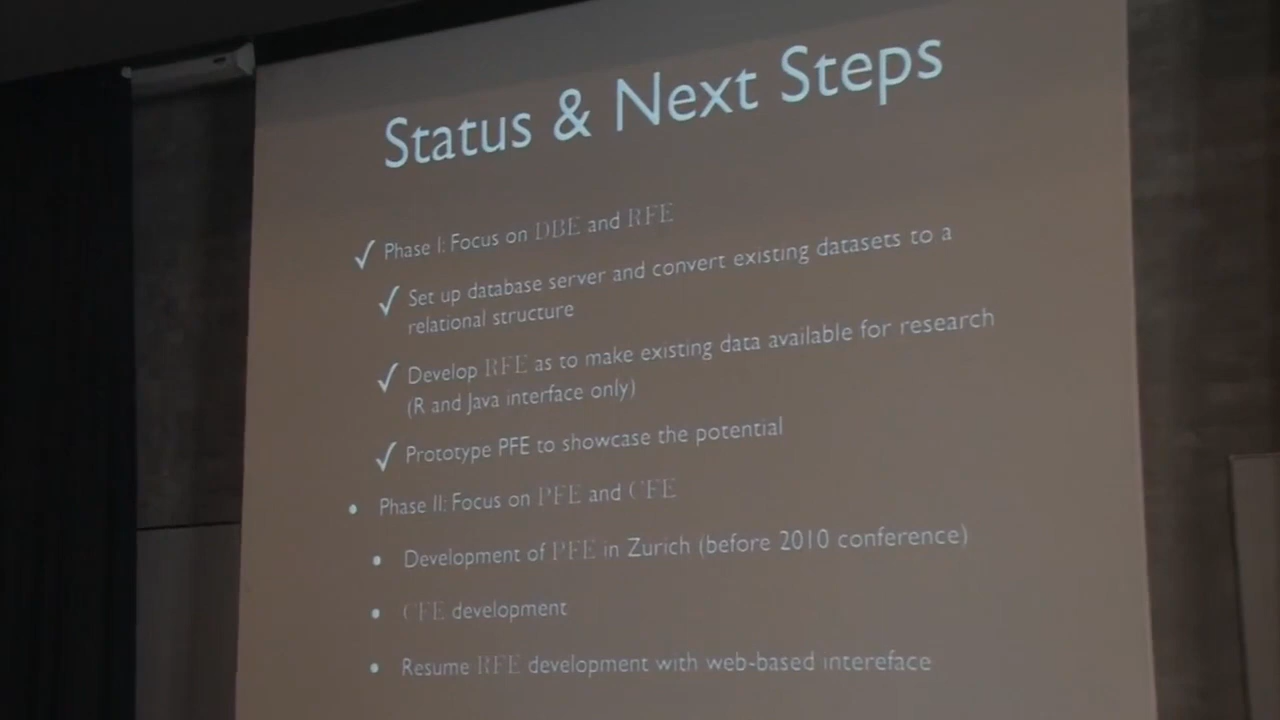 Status & Next Steps
✓ Phase I: Focus on DBE and RFE
✓ Set up database server and convert existing datasets to a
relational structure
✓ Develop RFE as to make existing data available for research
(R and Java interface only)
✓ Prototype PFE to showcase the potential
• Phase II: Focus on PFE and CFE
• Development of PFE in Zurich (before 2010 conference)
• CFE development
• Resume RFE development with web-based intereface